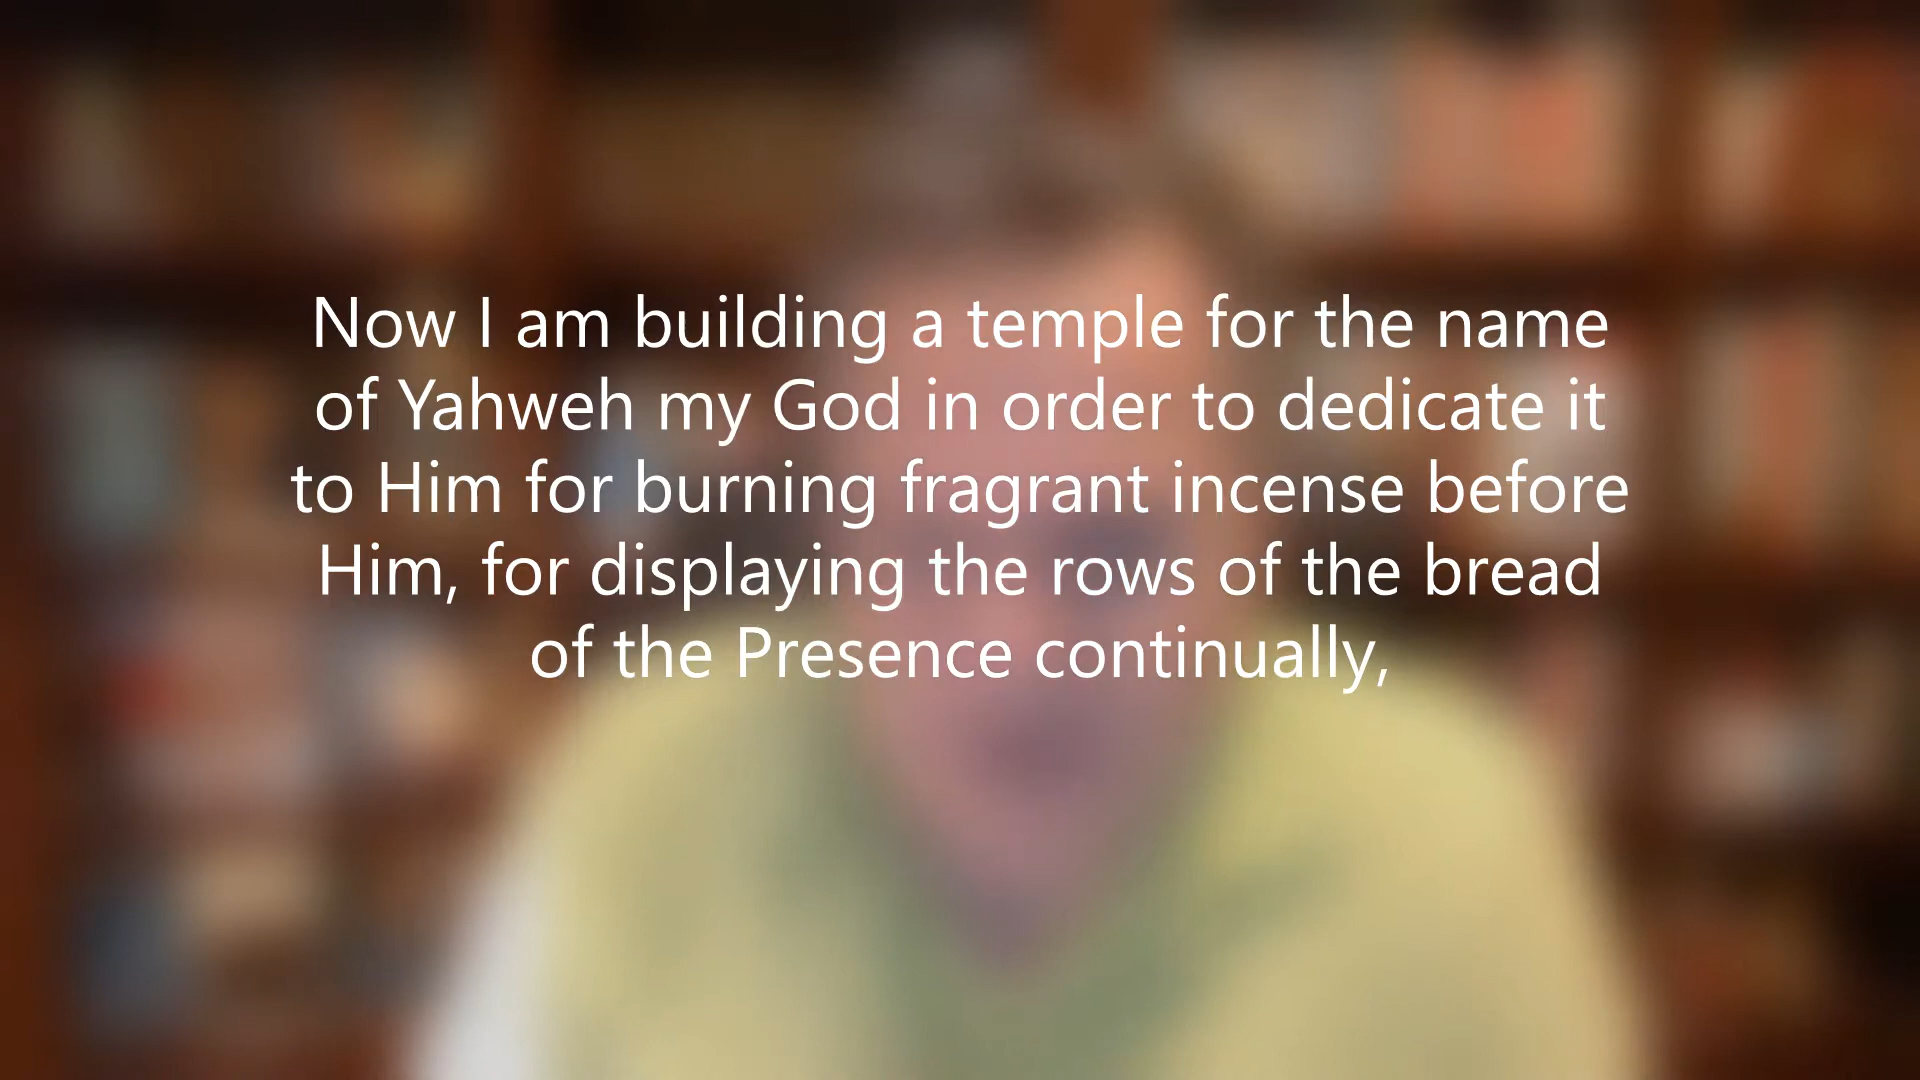 Now I am building a temple for the name
of Yahweh my God in order to dedicate it
to Him for burning fragrant incense before
Him, for displaying the rows of the bread
of the Presence continually,